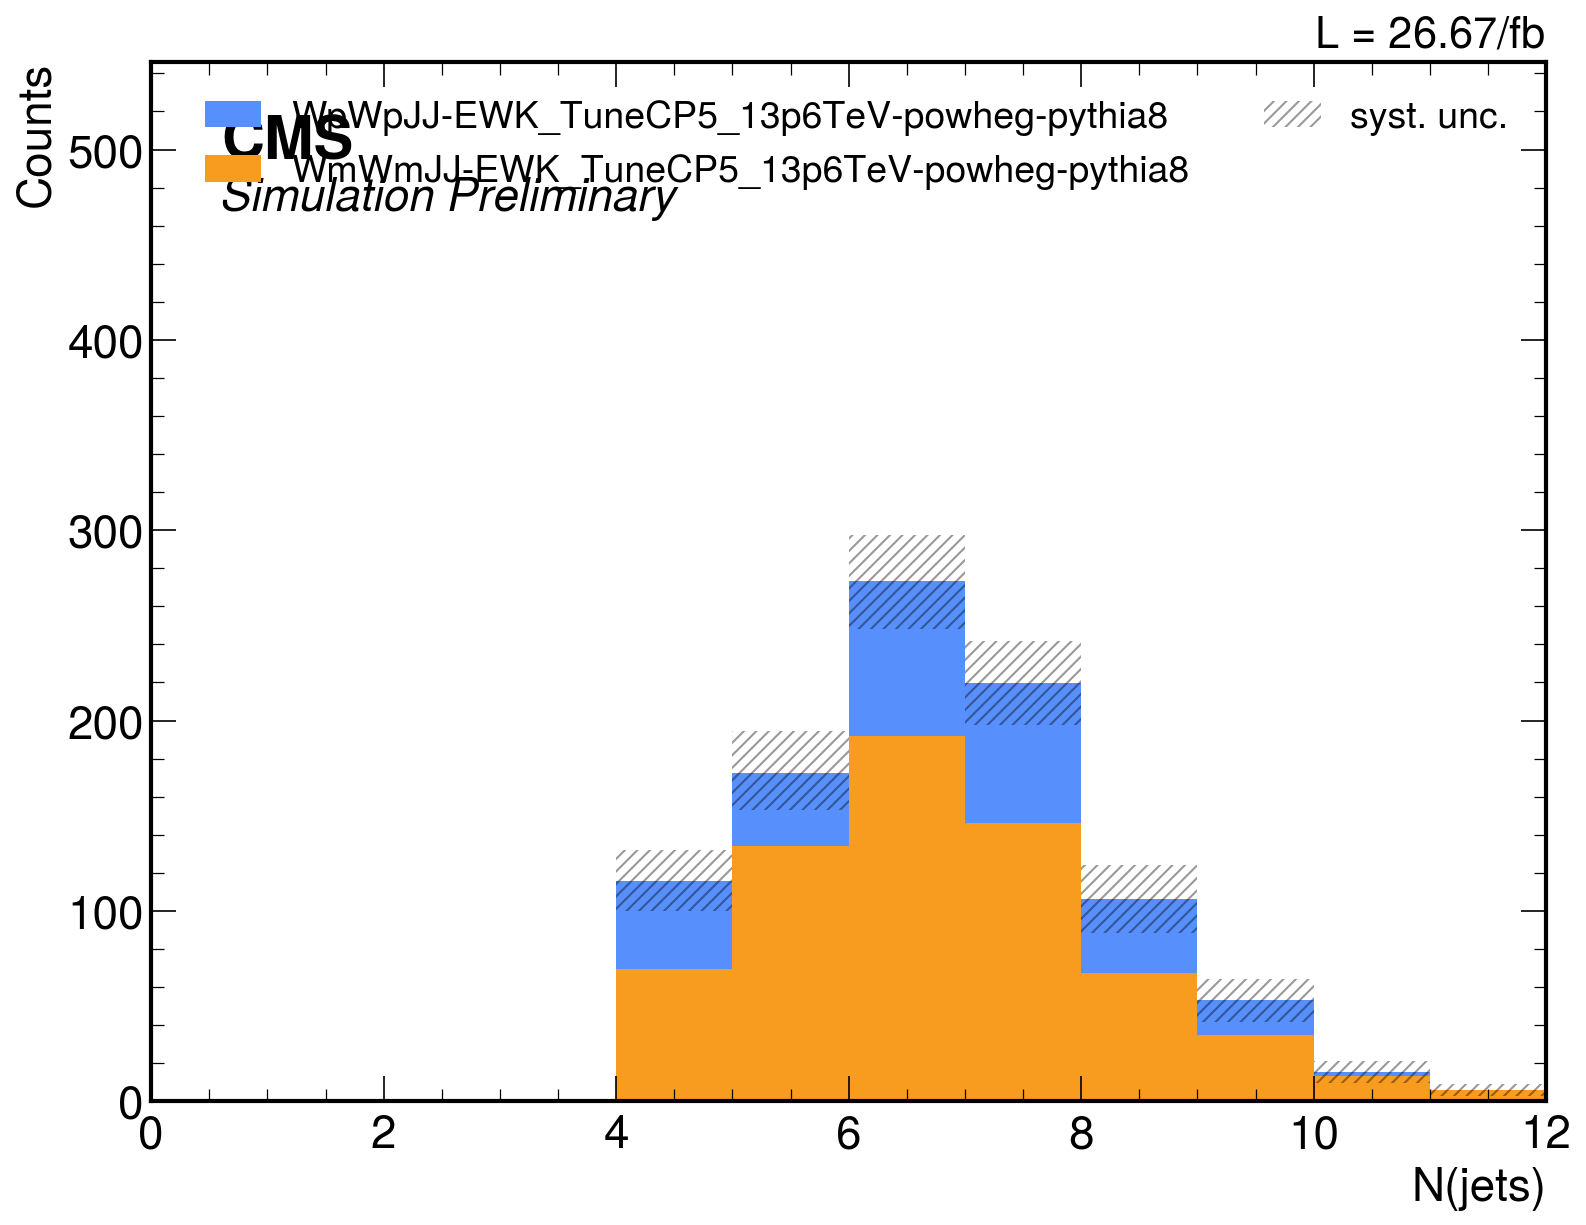 L = 26.67/fb
Counts
WpWpJJ-EWK_TuneCP5_13p6TeV-powheg-pythia8
syst. unc.
CMS
WmWmJJ-EWK_TuneCP5_13p6TeV-powheg-pythia8
Simulation Preliminary
500
400
300
200
100
0
0 2 4 6 8 10 12
N(jets)